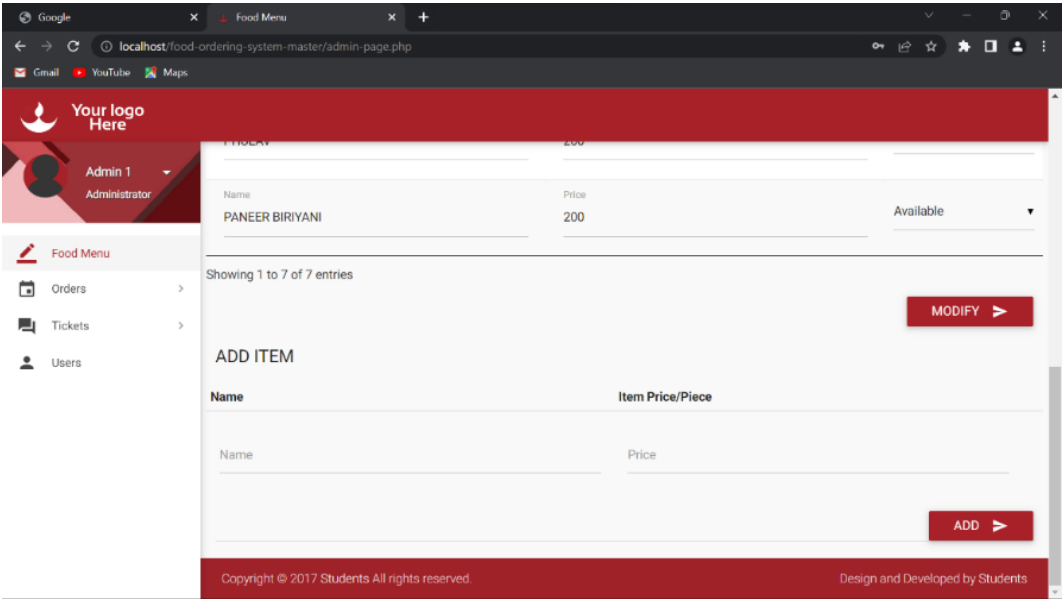 Google
Food Menu
localhost/food-ordering-system-master/admin-page.php
Gmail YouTube Maps
Your logo
Here
Admin 1
Administrator
Food Menu
Orders
Tickets
Users
200
Name Price
PANEER BIRIYANI 200 Available
Showing 1 to 7 of 7 entries
MODIFY
ADD ITEM
Name Item Price/Piece
Name Price
ADD
Copyright © 2017 Students All rights reserved. Design and Developed by Students